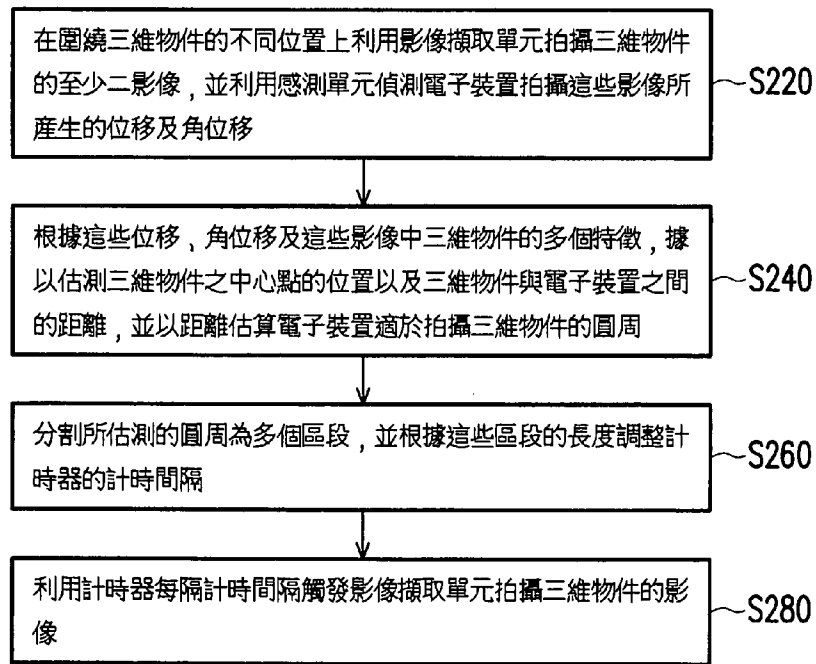 在圍繞三維物件的不同位置上利用影像擷取單元拍攝三維物件
的至少二影像，並利用感測單元偵測電子裝置拍攝這些影像所
產生的位移及角位移
S220
根據這些位移、角位移及這些影像中三維物件的多個特徵，據
以估測三維物件之中心點的位置以及三維物件與電子裝置之間
的距離，並以距離估算電子裝置適於拍攝三維物件的圓周
S240
分割所估測的圓周為多個區段，並根據這些區段的長度調整計
時器的計時間隔
S260
利用計時器每隔計時間隔觸發影像擷取單元拍攝三維物件的影
像
S280